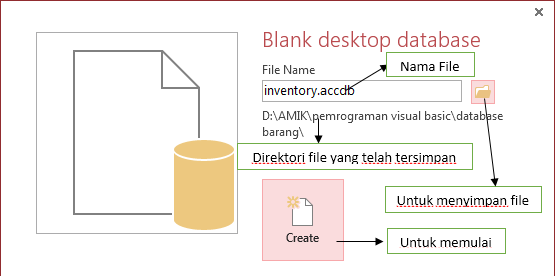 Blank desktop database
Nama File
File Name
inventory.accdb
D:\AMIK\pemrograman visual basic\database
barang\
Direktori file yang telah tersimpan
Untuk menyimpan file
Create
Untuk memulai